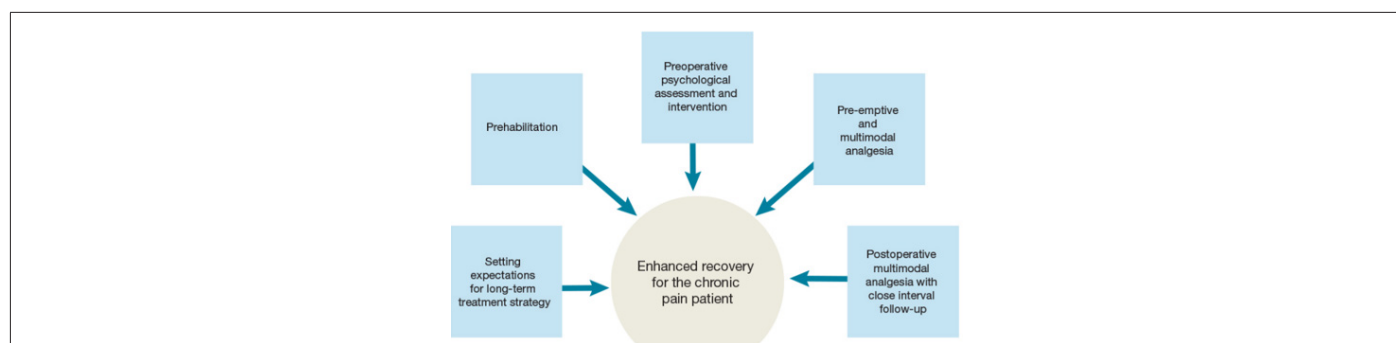 Preoperative
psychological
assessment and
intervention
Prehabilitation
Pre-emptive
and
multimodal
analgesia
Setting
expectations
for long-term
treatment strategy
Enhanced recovery
for the chronic
pain patient
Postoperative
multimodal
analgesia with
close interval
follow-up